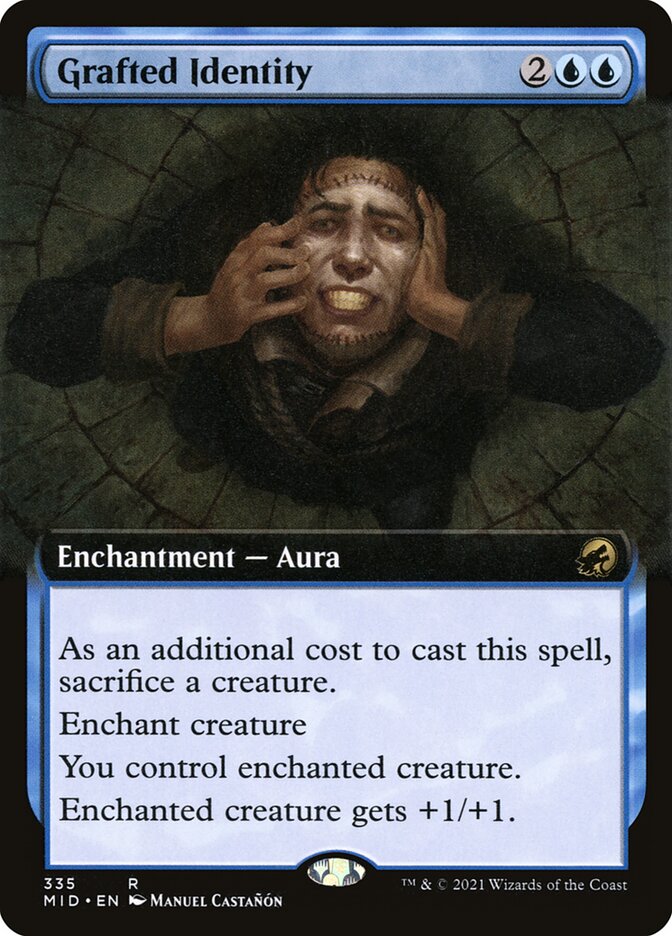 Grafted Identity 2
Enchantment — Aura
As an additional cost to cast this spell,
sacrifice a creature.
Enchant creature
You control enchanted creature.
Enchanted creature gets +1/+1.
335 R
MID • EN Manuel Castañón
™ & © 2021 Wizards of the Coast